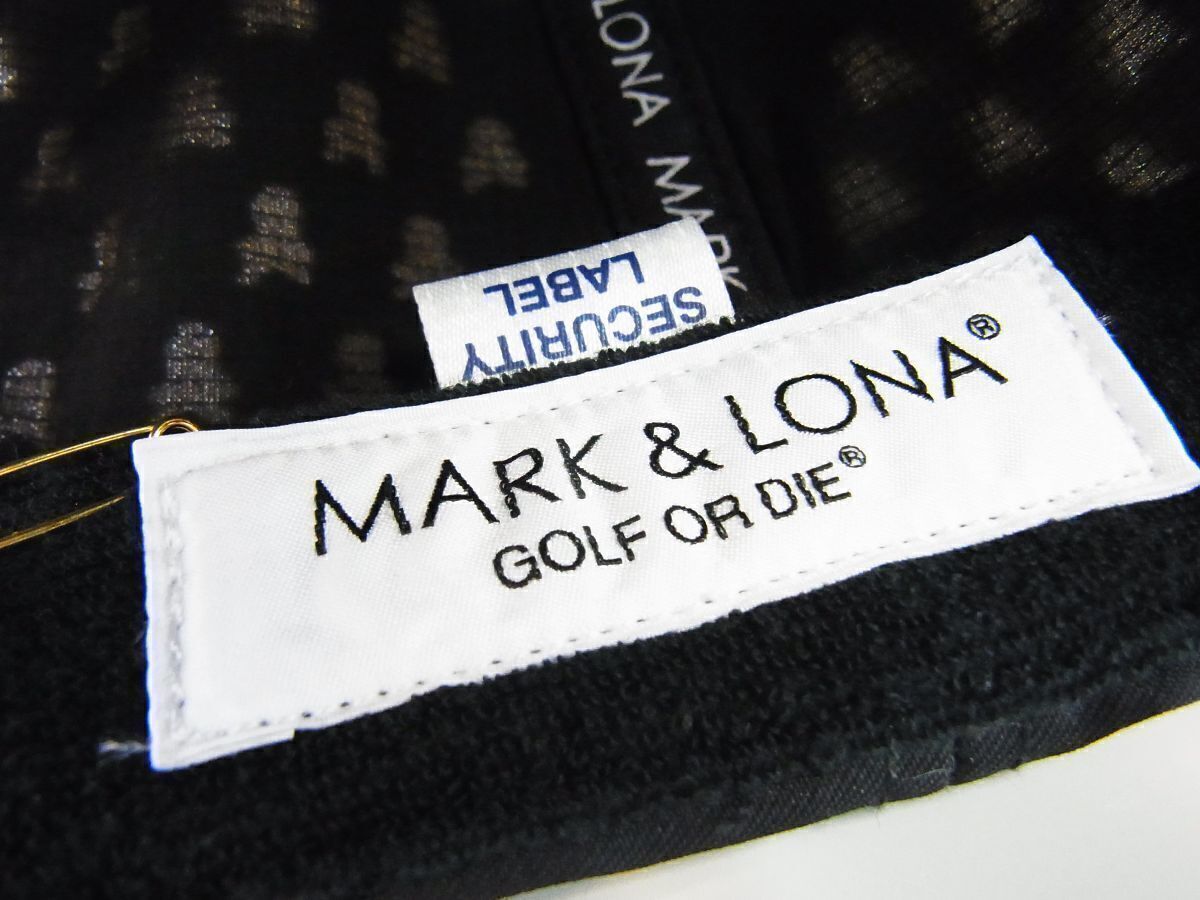 LONA MARK
SECURITY
LABEL
MARK & LONA®
GOLF OR DIE®